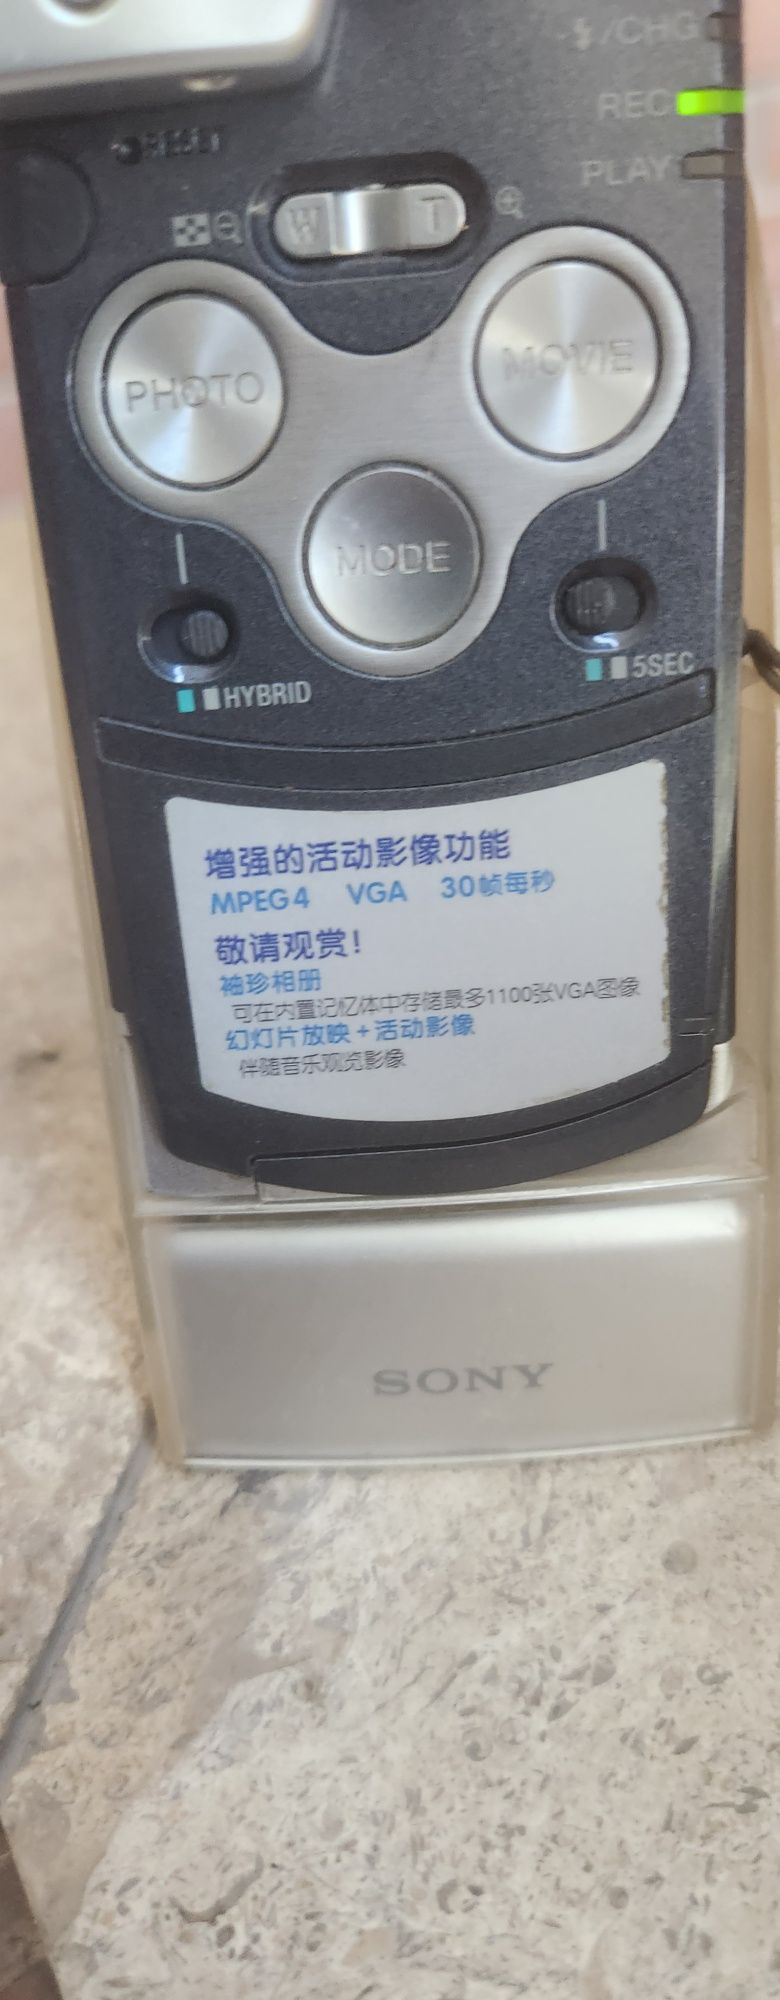 /CHG
REC
RESET
PLAY
W T
PHOTO
MOVIE
MODE
HYBRID
5SEC
增强的活动影像功能
MPEG4 VGA 30帧每秒
敬请观赏!
袖珍相册
可在内置记忆体中存储最多1100张VGA图像
幻灯片放映+活动影像
伴随音乐观览影像
SONY